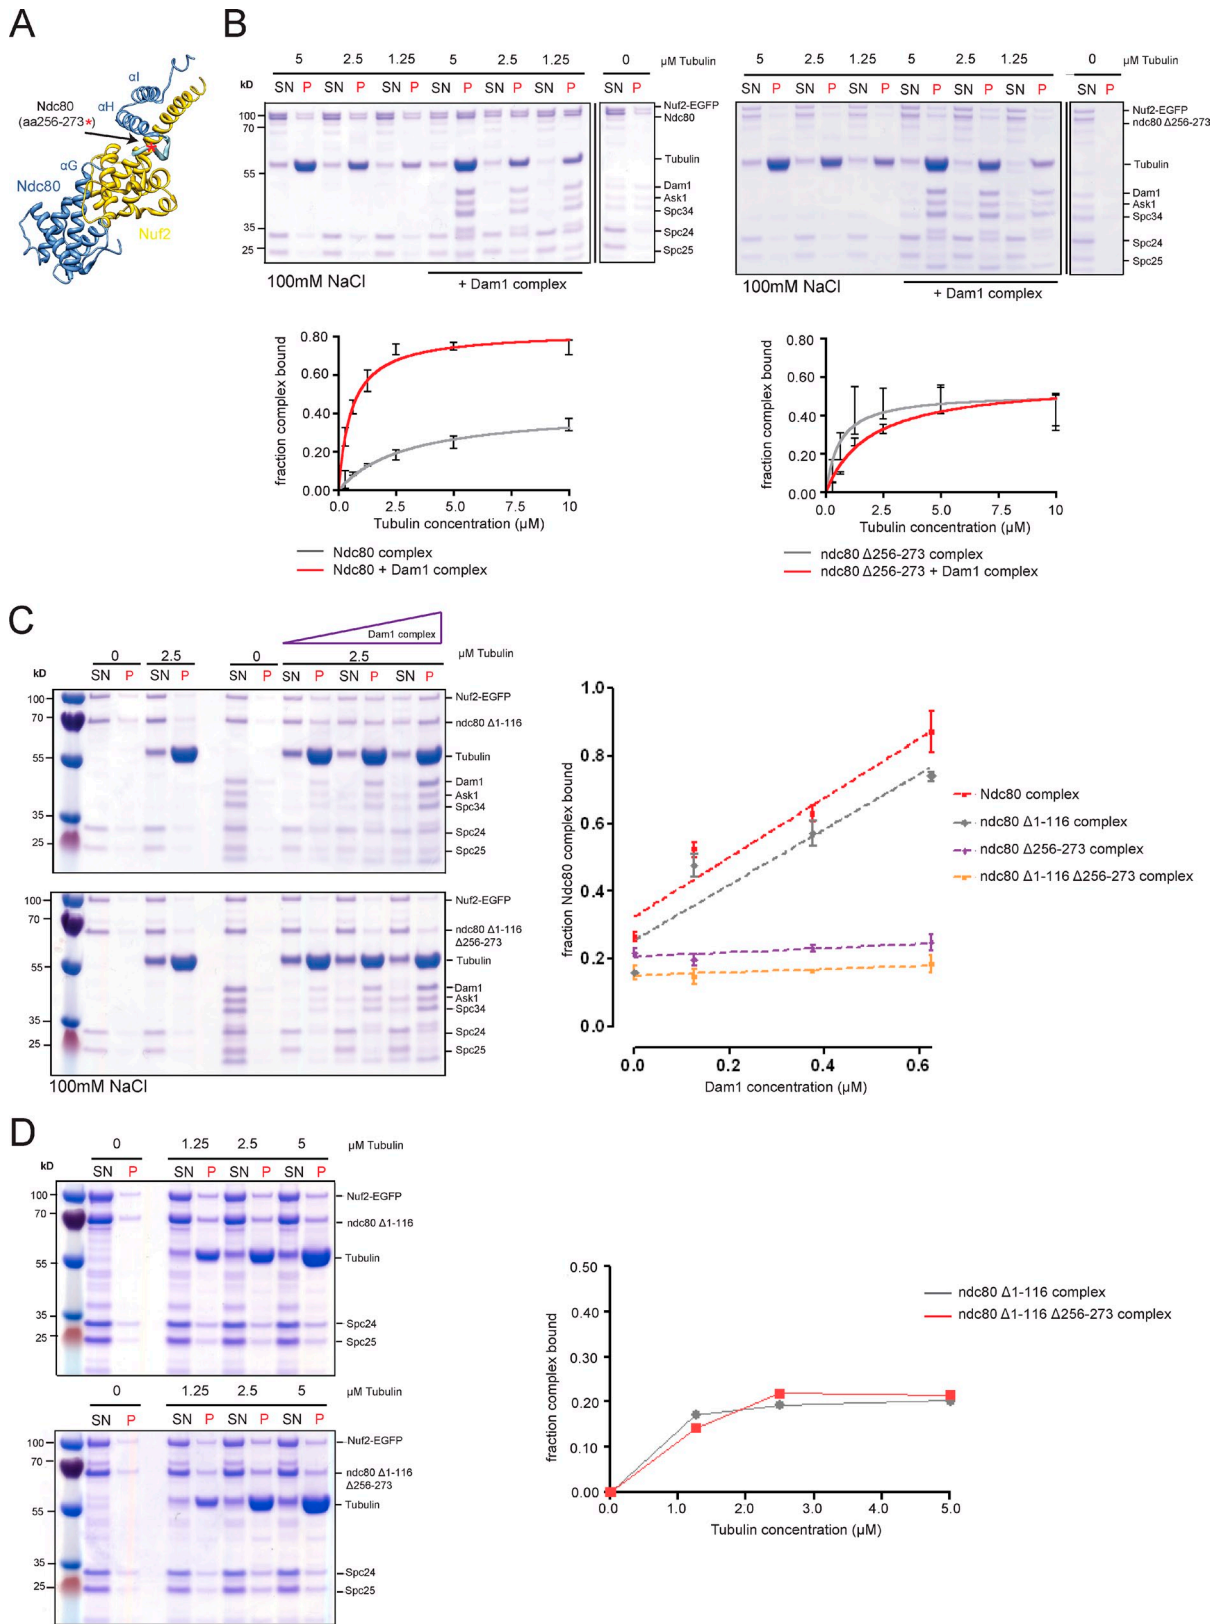 A
αI
αH
Ndc80
(aa256-273*)
αG
Ndc80
Nuf2
B
5 2.5 1.25 5 2.5 1.25 0 µM Tubulin
kD SN P SN P SN P SN P SN P SN P SN P
100
70
55
35
25
Nuf2-EGFP
Ndc80
Tubulin
Dam1
Ask1
Spc34
Spc24
Spc25
100mM NaCl
+ Dam1 complex
5 2.5 1.25 5 2.5 1.25 0 µM Tubulin
SN P SN P SN P SN P SN P SN P SN P
Nuf2-EGFP
ndc80 Δ256-273
Tubulin
Dam1
Ask1
Spc34
Spc24
Spc25
100mM NaCl
+ Dam1 complex
fraction complex bound
0.80
0.60
0.40
0.20
0.00
0.0 2.5 5.0 7.5 10
Tubulin concentration (µM)
Ndc80 complex
Ndc80 + Dam1 complex
fraction complex bound
0.80
0.60
0.40
0.20
0.00
0.0 2.5 5.0 7.5 10
Tubulin concentration (µM)
ndc80 Δ256-273 complex
ndc80 Δ256-273 + Dam1 complex
C
Dam1 complex
0 2.5 0 2.5 µM Tubulin
kD SN P SN P SN P SN P SN P SN P
100
70
55
35
25
Nuf2-EGFP
ndc80 Δ1-116
Tubulin
Dam1
Ask1
Spc34
Spc24
Spc25
100
70
55
35
25
Nuf2-EGFP
ndc80 Δ1-116
Δ256-273
Tubulin
Dam1
Ask1
Spc34
Spc24
Spc25
100mM NaCl
fraction Ndc80 complex bound
1.0
0.8
0.6
0.4
0.2
0.0
0.0 0.2 0.4 0.6
Dam1 concentration (µM)
Ndc80 complex
ndc80 Δ1-116 complex
ndc80 Δ256-273 complex
ndc80 Δ1-116 Δ256-273 complex
D
0 1.25 2.5 5 µM Tubulin
kD SN P SN P SN P SN P
100
70
55
35
25
Nuf2-EGFP
ndc80 Δ1-116
Tubulin
Spc24
Spc25
0 1.25 2.5 5 µM Tubulin
SN P SN P SN P SN P
100
70
55
35
25
Nuf2-EGFP
ndc80 Δ1-116
Δ256-273
Tubulin
Spc24
Spc25
fraction complex bound
0.50
0.40
0.30
0.20
0.10
0.00
0.0 1.0 2.0 3.0 4.0 5.0
Tubulin concentration (µM)
ndc80 Δ1-116 complex
ndc80 Δ1-116 Δ256-273 complex